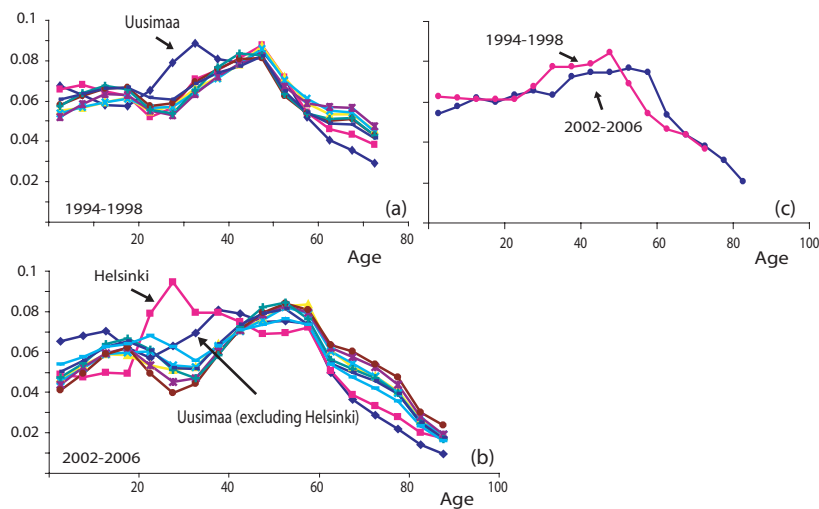 0.1
0.08
0.06
0.04
0.02
20 40 60 80
Age
Uusimaa
1994-1998
(a)
20 40 60 80 100
Age
1994-1998
2002-2006
(c)
0.1
0.08
0.06
0.04
0.02
20 40 60 80 100
Age
Helsinki
Uusimaa (excluding Helsinki)
2002-2006
(b)